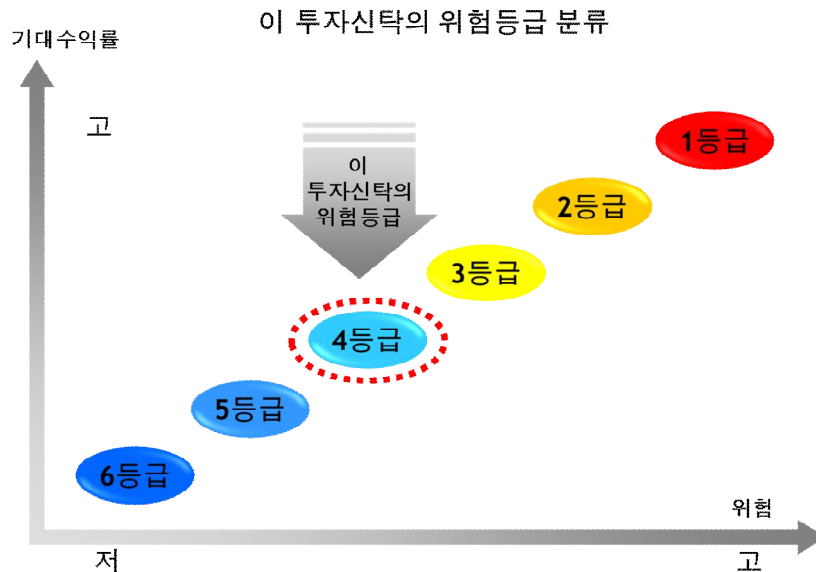 이 투자신탁의 위험등급 분류
기대수익률
고
1등급
이
투자신탁의
위험등급
2등급
3등급
4등급
5등급
6등급
위험
저
고